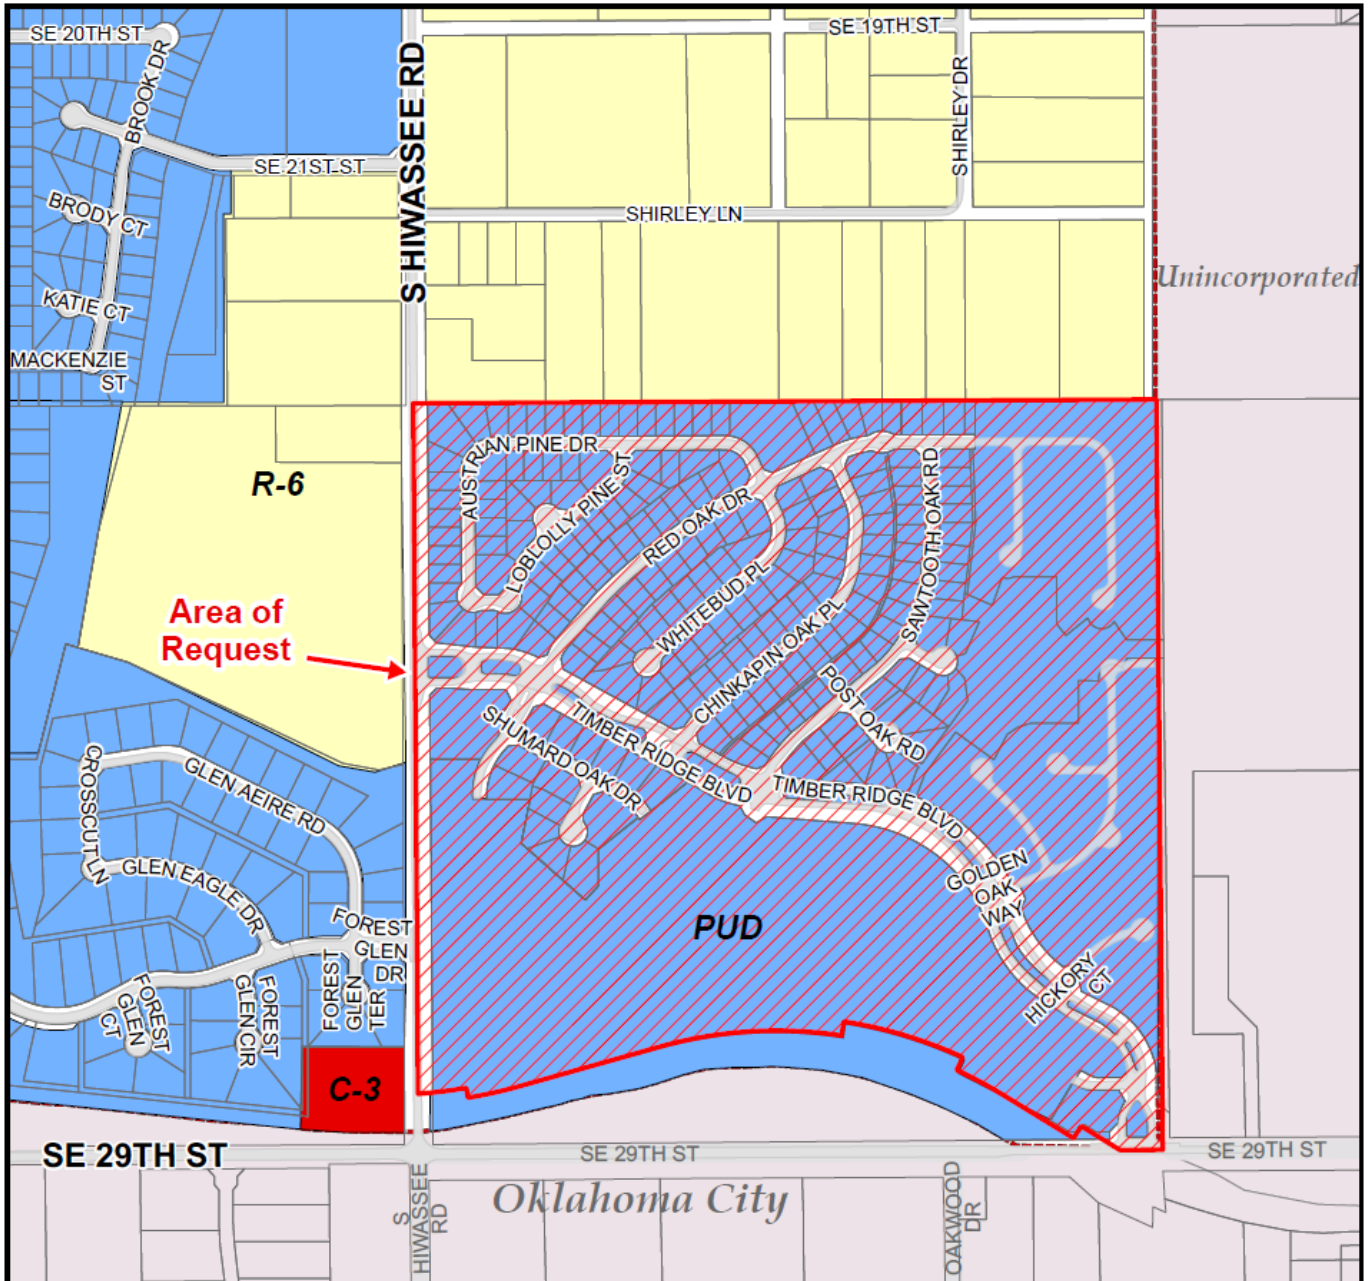 SE 20TH ST
BROOK DR
SE 21ST ST
BRODY CT
KATIE CT
MACKENZIE
ST
S HIWASSEE RD
SE 19TH ST
SHIRLEY DR
SHIRLEY LN
Unincorporated
R-6
Area of
Request
AUSTRIAN PINE DR
LOBLOLLY PINE ST
RED OAK DR
WHITEBUD PL
CHINKAPIN OAK PL
SAWTOOTH OAK RD
POST OAK RD
SHUMARD OAK DR
TIMBER RIDGE BLVD
TIMBER RIDGE BLVD
GOLDEN
OAK
WAY
HICKORY
CT
PUD
CROSSCUT LN
GLEN AEIRE RD
GLEN EAGLE DR
FOREST
GLEN
DR
FOREST
GLEN
TER
FOREST
GLEN CIR
FOREST
GLEN
CT
C-3
SE 29TH ST
SE 29TH ST
SE 29TH ST
Oklahoma City
S
HIWASSEE
RD
OAKWOOD
DR